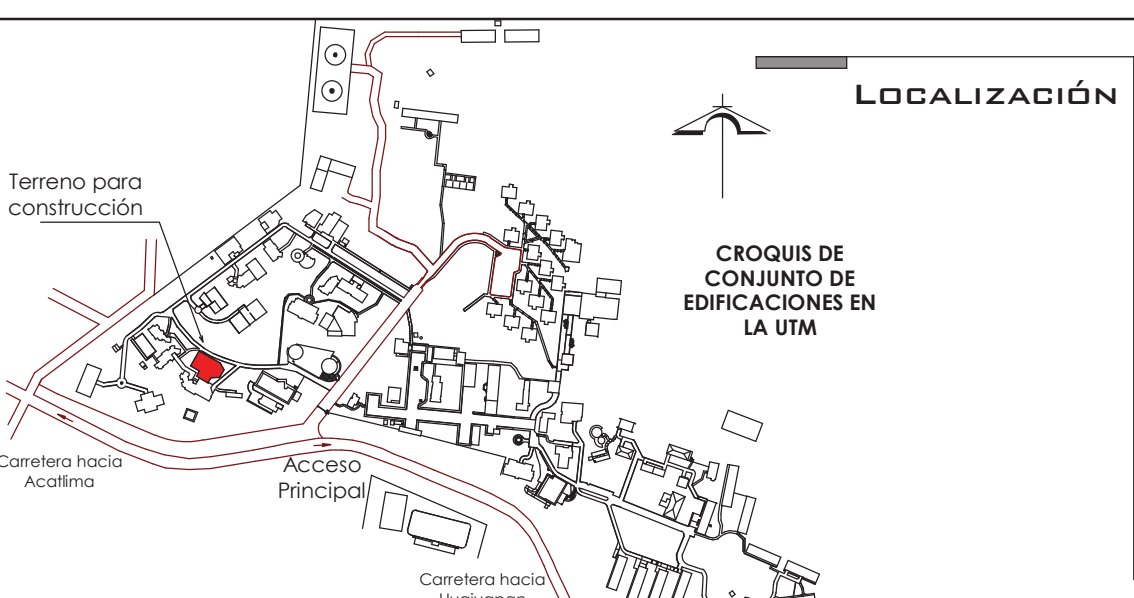 LOCALIZACIÓN
Terreno para
construcción
CROQUIS DE
CONJUNTO DE
EDIFICACIONES EN
LA UTM
Carretera hacia
Acatlima
Acceso
Principal
Carretera hacia